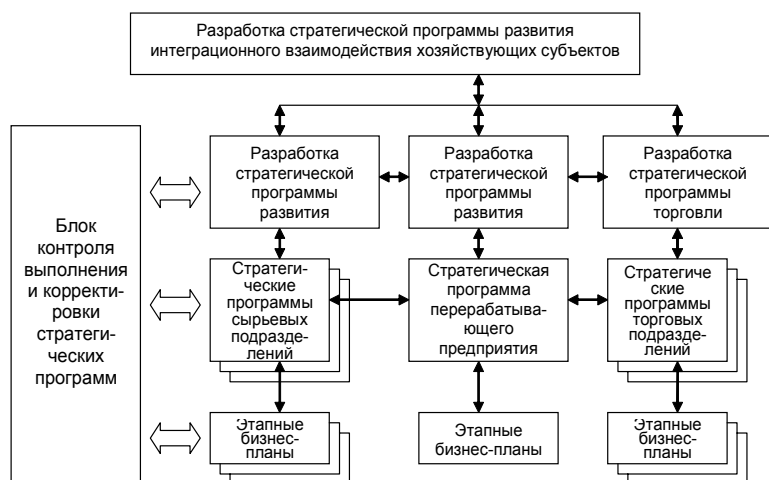 Разработка стратегической программы развития
интеграционного взаимодействия хозяйствующих субъектов
Блок
контроля
выполнения
и корректи-
ровки
стратеги-
ческих
программ
Разработка
стратегической
программы
развития
Разработка
стратегической
программы
развития
Разработка
стратегической
программы
торговли
Стратеги-
ческие
программы
сырьевых
подразде-
лений
Стратегическая
программа
перерабатыва-
ющего
предприятия
Стратегиче
ские
программы
торговых
подразде-
лений
Этапные
бизнес-
планы
Этапные
бизнес-планы
Этапные
бизнес-
планы